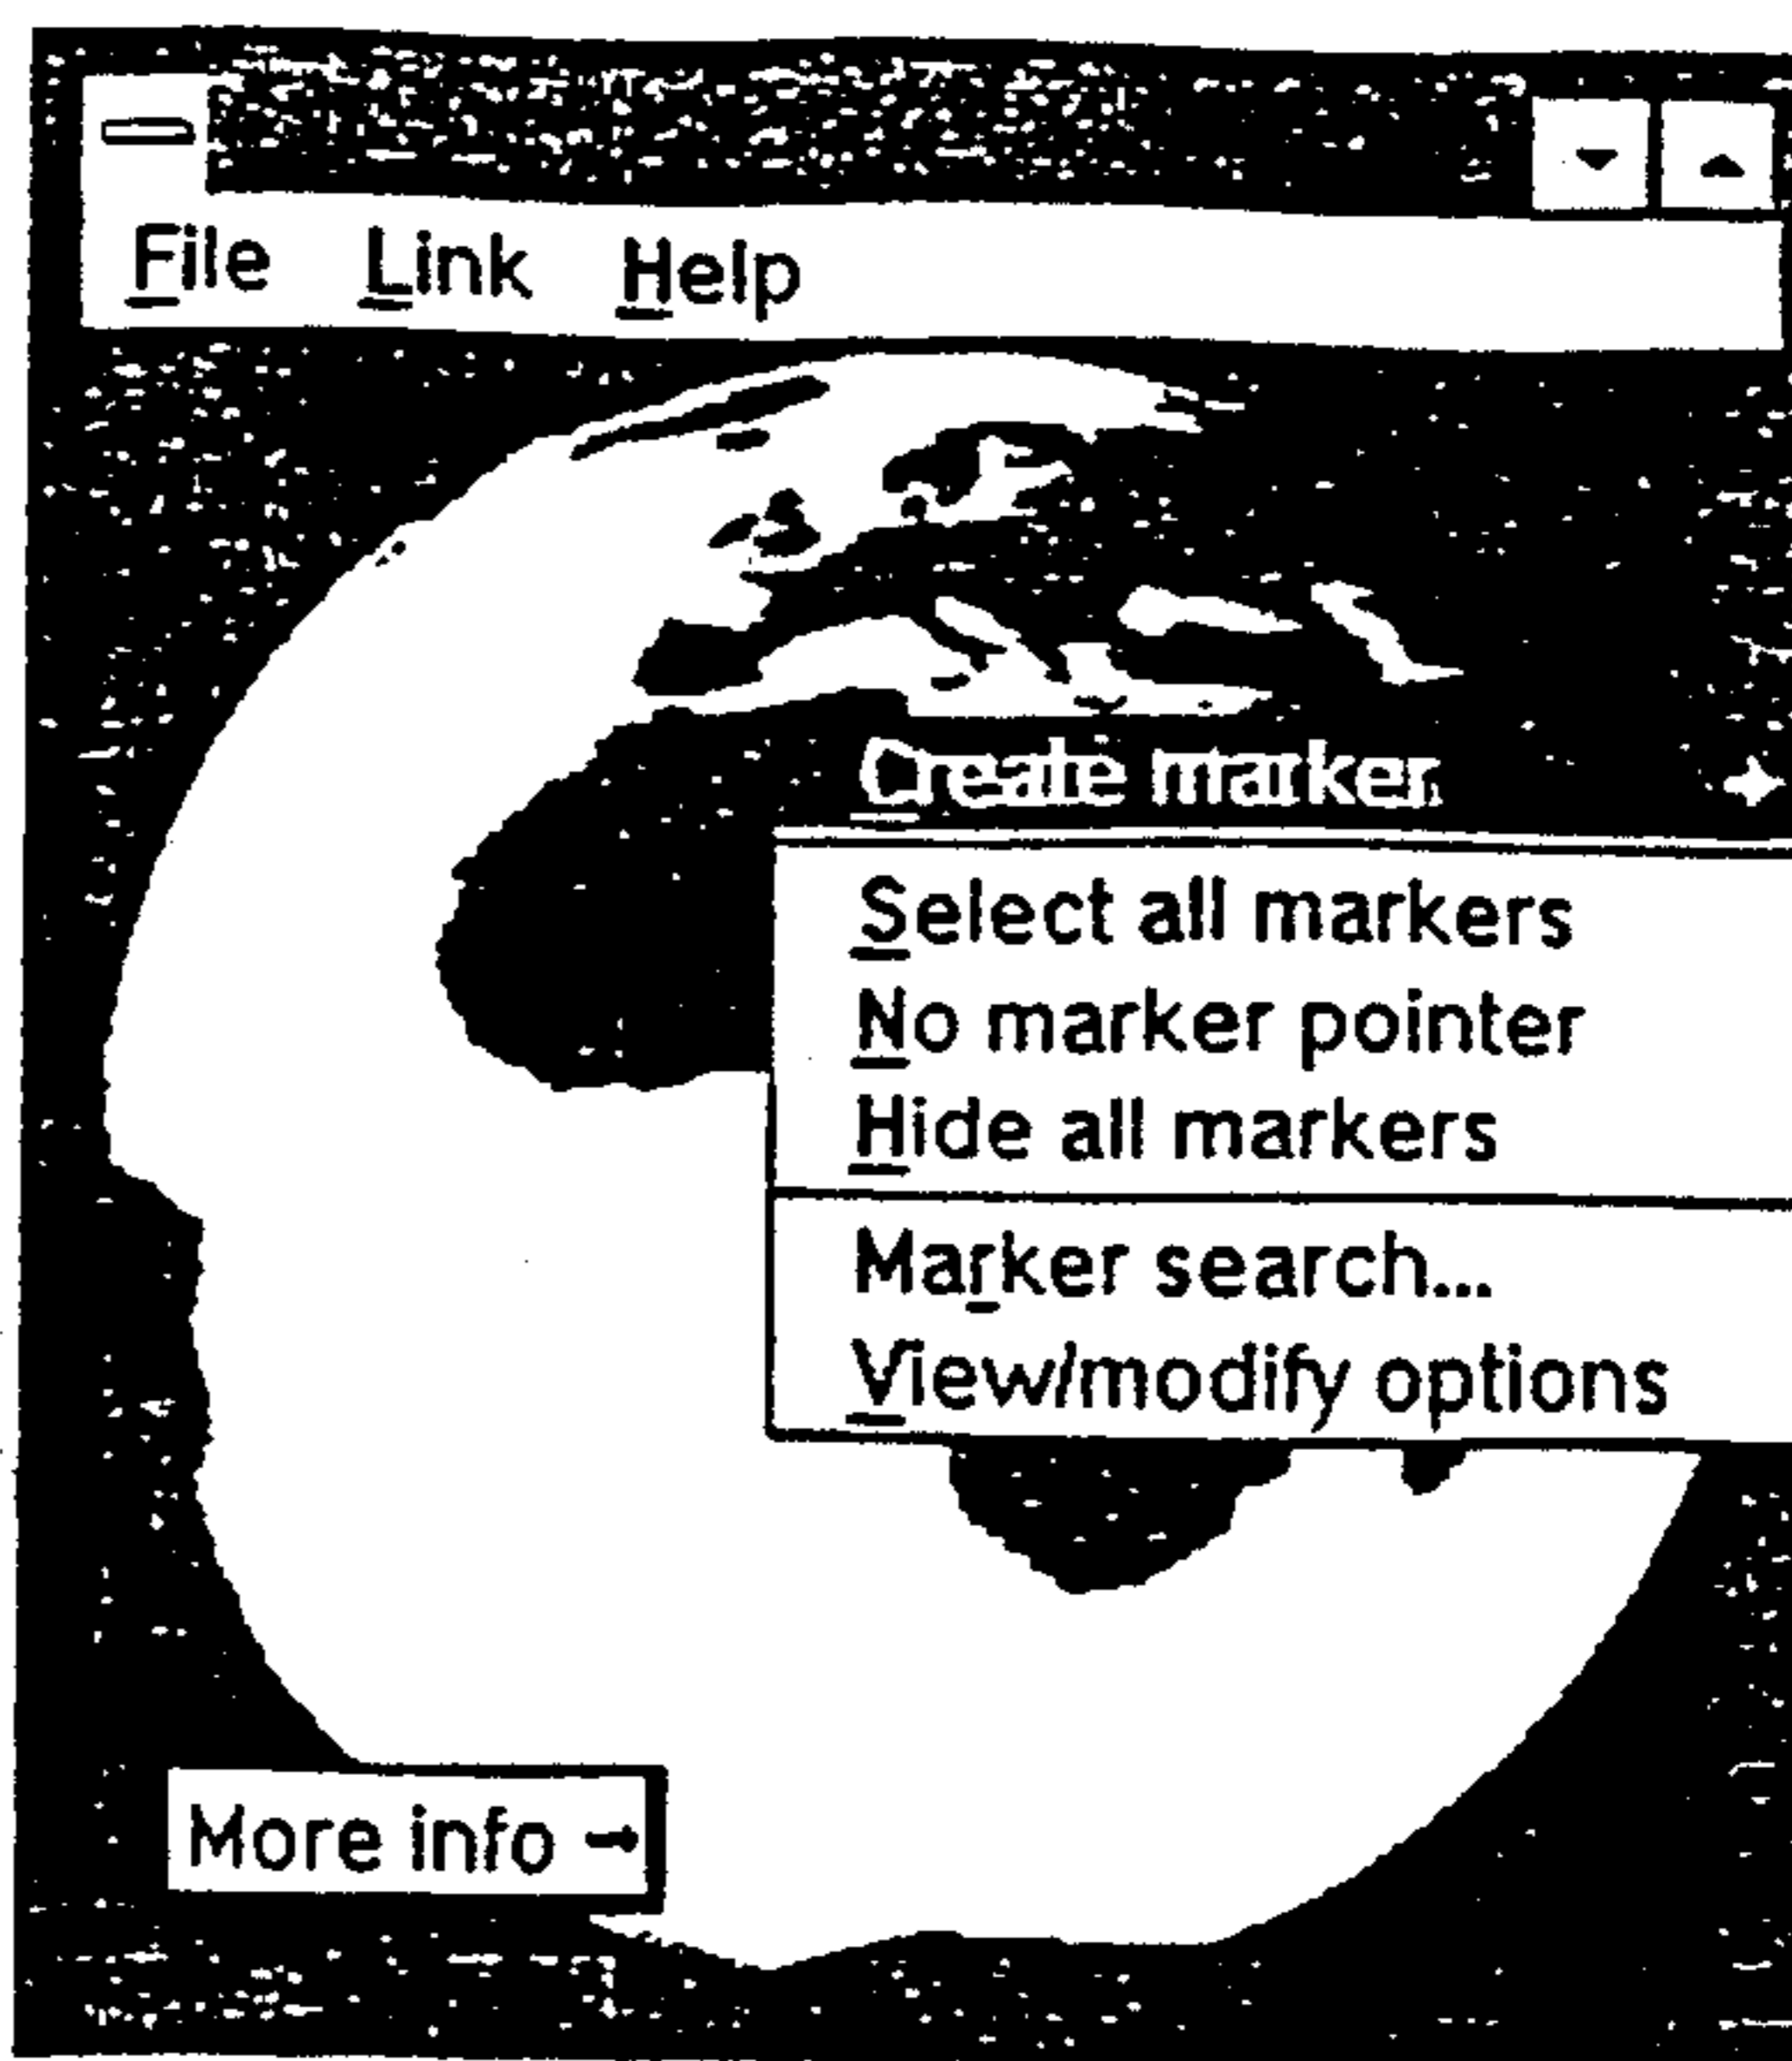 File Link Help
Create marker
Select all markers
No marker pointer
Hide all markers
Marker search...
View/modify options
More info →